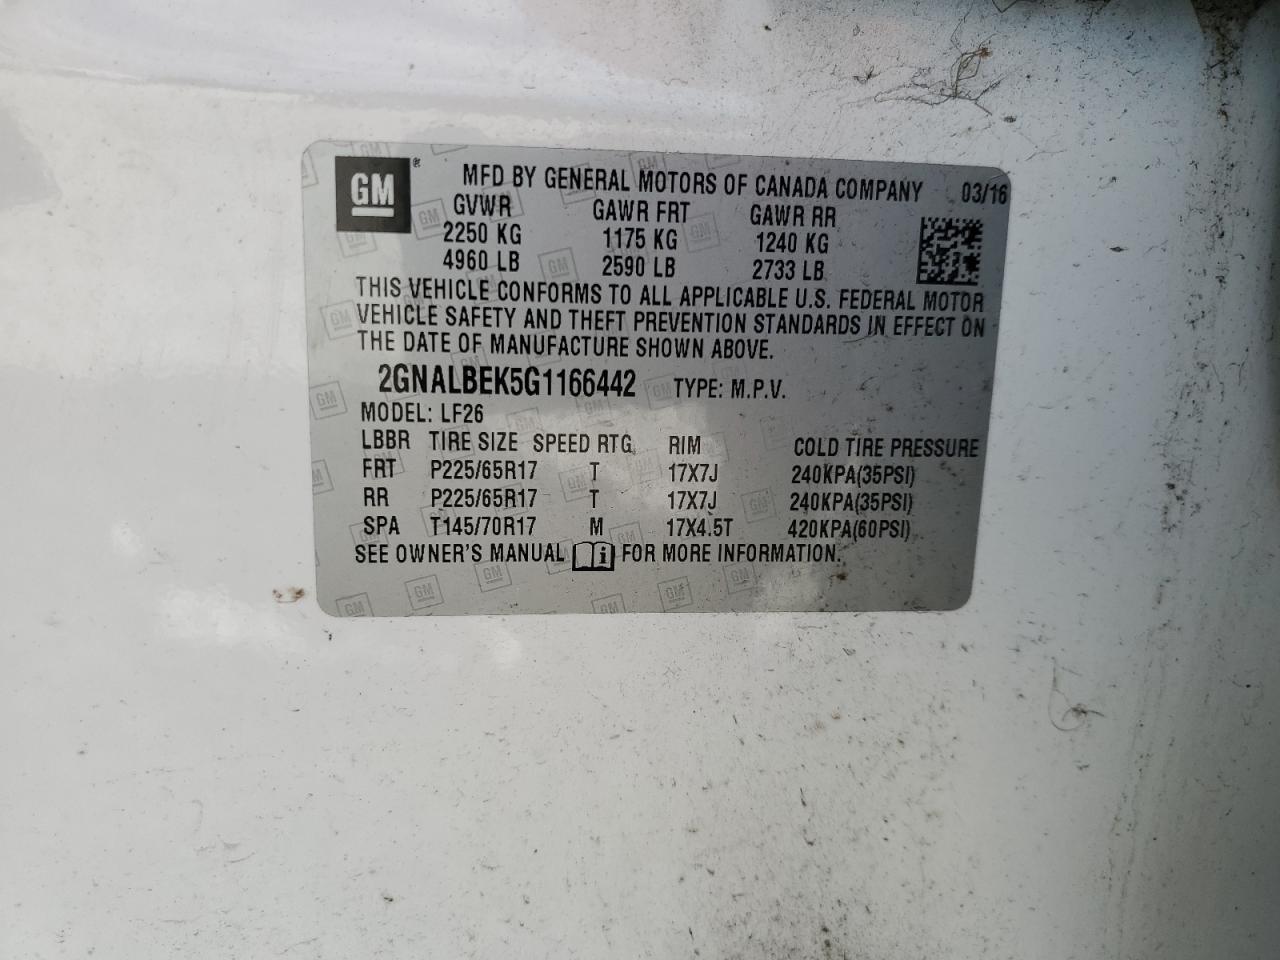 GM ® MFD BY GENERAL MOTORS OF CANADA COMPANY 03/16
GVWR GAWR FRT GAWR RR
2250 KG 1175 KG 1240 KG
4960 LB 2590 LB 2733 LB
THIS VEHICLE CONFORMS TO ALL APPLICABLE U.S. FEDERAL MOTOR
VEHICLE SAFETY AND THEFT PREVENTION STANDARDS IN EFFECT ON
THE DATE OF MANUFACTURE SHOWN ABOVE.
2GNALBEK5G1166442 TYPE: M.P.V.
MODEL: LF26
LBBR TIRE SIZE SPEED RTG RIM COLD TIRE PRESSURE
FRT P225/65R17 T 17X7J 240KPA(35PSI)
RR P225/65R17 T 17X7J 240KPA(35PSI)
SPA T145/70R17 M 17X4.5T 420KPA(60PSI)
SEE OWNER'S MANUAL i FOR MORE INFORMATION.